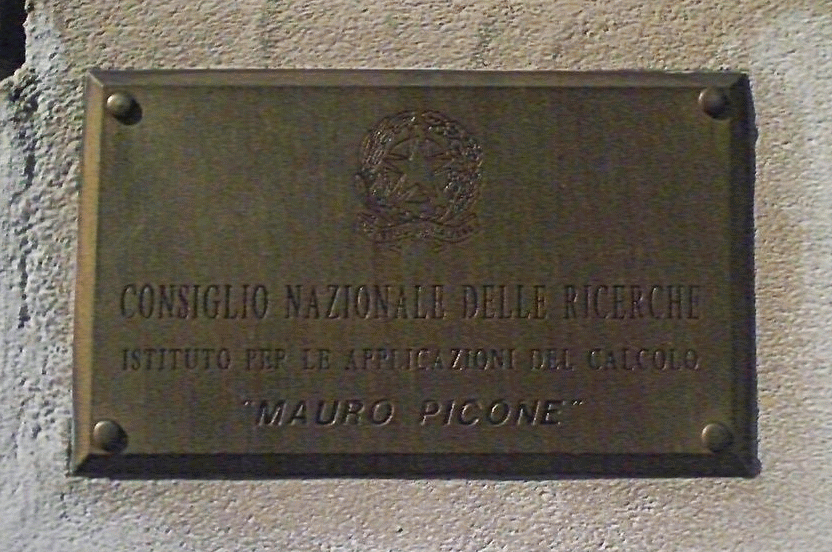 CONSIGLIO NAZIONALE DELLE RICERCHE
ISTITUTO PER LE APPLICAZIONI DEL CALCOLO
"MAURO PICONE"